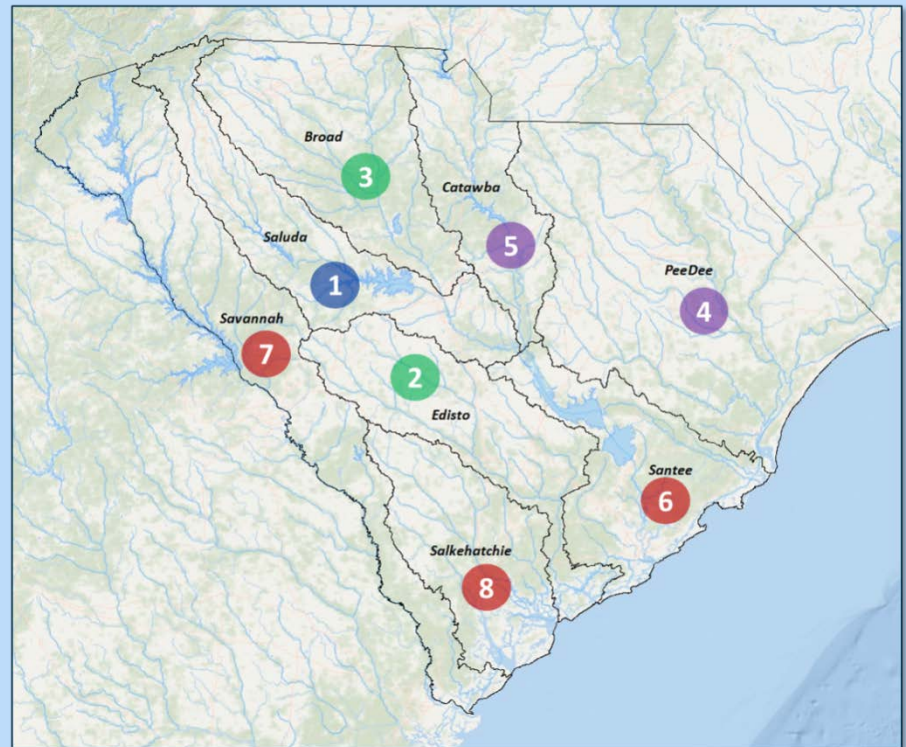 Broad
3
Catawba
5
Saluda
1
PeeDee
4
Savannah
7
2
Edisto
Santee
6
Salkehatchie
8